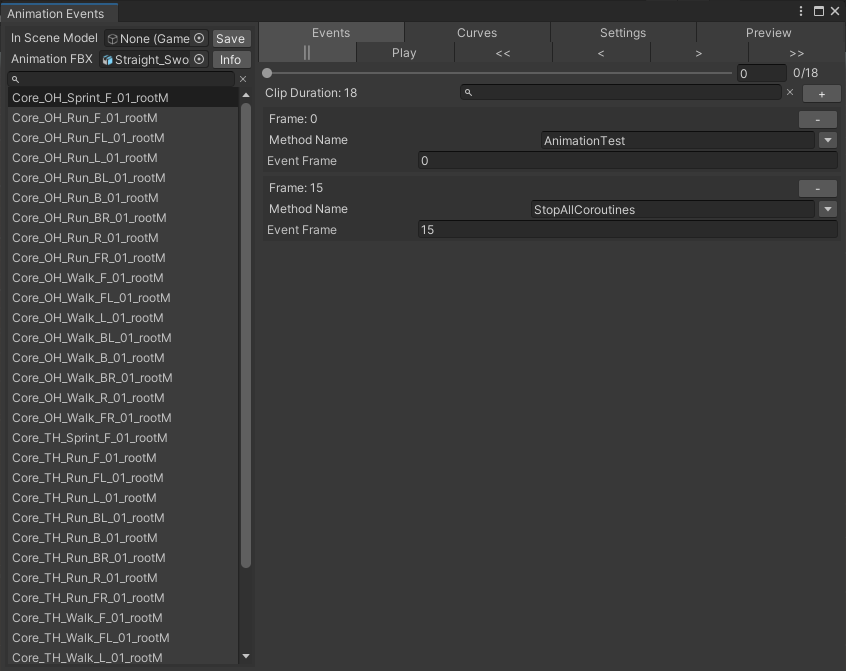 Animation Events
In Scene Model None (Game Save
Animation FBX Straight_Swo Info
Events Curves Settings Preview
|| Play << < > >>
0 0/18
Clip Duration: 18 × +
Frame: 0 -
Method Name AnimationTest
Event Frame 0
Frame: 15 -
Method Name StopAllCoroutines
Event Frame 15
Core_OH_Sprint_F_01_rootM
Core_OH_Run_F_01_rootM
Core_OH_Run_FL_01_rootM
Core_OH_Run_L_01_rootM
Core_OH_Run_BL_01_rootM
Core_OH_Run_B_01_rootM
Core_OH_Run_BR_01_rootM
Core_OH_Run_R_01_rootM
Core_OH_Run_FR_01_rootM
Core_OH_Walk_F_01_rootM
Core_OH_Walk_FL_01_rootM
Core_OH_Walk_L_01_rootM
Core_OH_Walk_BL_01_rootM
Core_OH_Walk_B_01_rootM
Core_OH_Walk_BR_01_rootM
Core_OH_Walk_R_01_rootM
Core_OH_Walk_FR_01_rootM
Core_TH_Sprint_F_01_rootM
Core_TH_Run_F_01_rootM
Core_TH_Run_FL_01_rootM
Core_TH_Run_L_01_rootM
Core_TH_Run_BL_01_rootM
Core_TH_Run_B_01_rootM
Core_TH_Run_BR_01_rootM
Core_TH_Run_R_01_rootM
Core_TH_Run_FR_01_rootM
Core_TH_Walk_F_01_rootM
Core_TH_Walk_FL_01_rootM
Core_TH_Walk_L_01_rootM